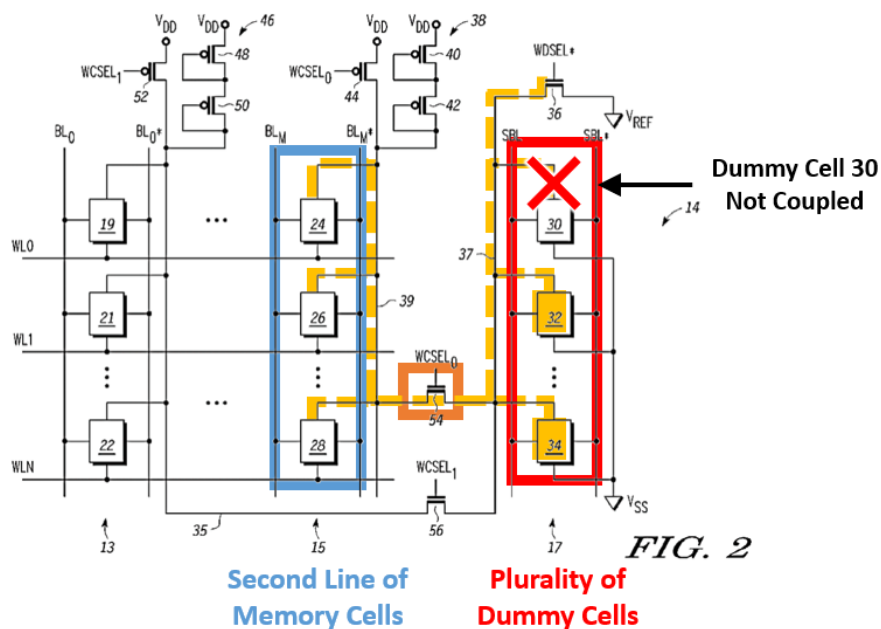 VDD
46
VDD
38
VDD
VDD
48
40
WDSEL*
WCSEL1
52
WCSEL0
44
36
50
42
VREF
BL0
BL0*
BLM
BLM*
SBL
SBL*
Dummy Cell 30
Not Coupled
14
19
24
30
WL0
37
39
21
26
32
WL1
WCSEL0
54
22
28
34
WLN
WCSEL1
VSS
35
56
13
15
17
FIG. 2
Second Line of
Memory Cells
Plurality of
Dummy Cells